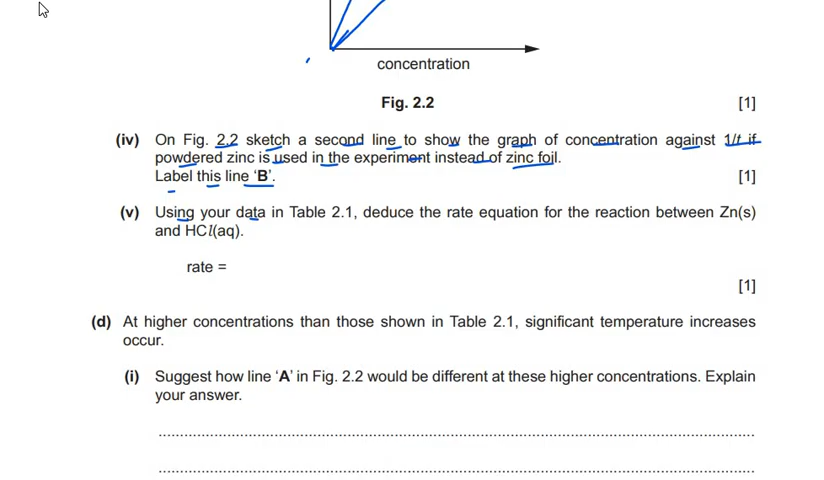 concentration
Fig. 2.2
[1]
(iv) On Fig. 2.2 sketch a second line to show the graph of concentration against 1/t if
powdered zinc is used in the experiment instead of zinc foil.
Label this line ‘B’.
[1]
(v) Using your data in Table 2.1, deduce the rate equation for the reaction between Zn(s)
and HCl(aq).
rate =
[1]
(d) At higher concentrations than those shown in Table 2.1, significant temperature increases
occur.
(i) Suggest how line ‘A’ in Fig. 2.2 would be different at these higher concentrations. Explain
your answer.